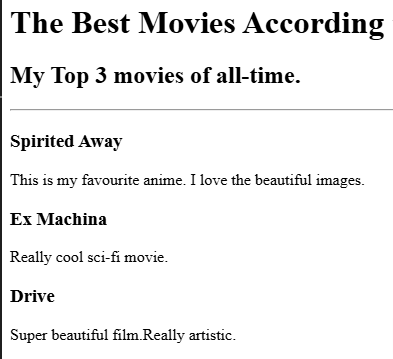 The Best Movies According
My Top 3 movies of all-time.
Spirited Away
This is my favourite anime. I love the beautiful images.
Ex Machina
Really cool sci-fi movie.
Drive
Super beautiful film.Really artistic.